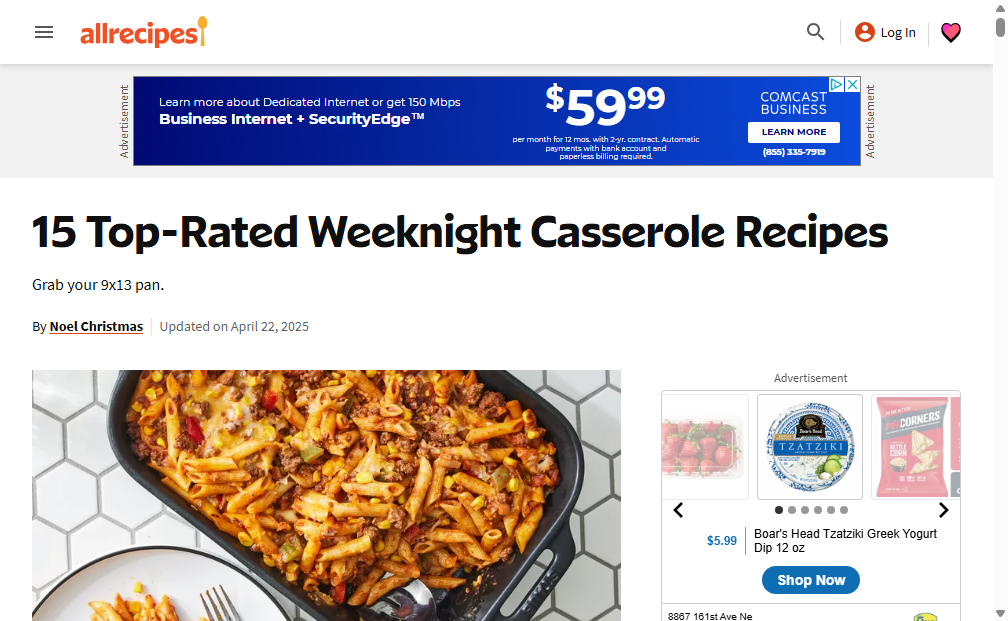 allrecipes
Log In
Advertisement
Learn more about Dedicated Internet or get 150 Mbps
Business Internet + SecurityEdge™
$59⁹⁹
per month for 12 mos. with 2-yr. contract. Automatic
payments with bank account and
paperless billing required.
COMCAST
BUSINESS
LEARN MORE
(855) 335-7919
Advertisement
15 Top-Rated Weeknight Casserole Recipes
Grab your 9x13 pan.
By Noel Christmas
Updated on April 22, 2025
Advertisement
Boar's Head
TZATZIKI
CORNERS
KETTLE
CORN
$5.99
Boar's Head Tzatziki Greek Yogurt
Dip 12 oz
Shop Now
8867 161st Ave Ne